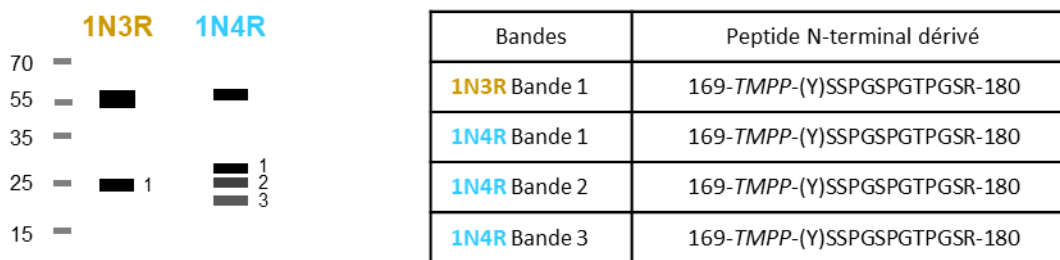 1N3R 1N4R
70
55
35
25
15
1
1
2
3
Bandes Peptide N-terminal dérivé
1N3R Bande 1 169-TMPP-(Y)SSPGSPGTPGSR-180
1N4R Bande 1 169-TMPP-(Y)SSPGSPGTPGSR-180
1N4R Bande 2 169-TMPP-(Y)SSPGSPGTPGSR-180
1N4R Bande 3 169-TMPP-(Y)SSPGSPGTPGSR-180